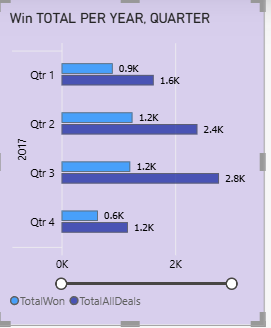 Win TOTAL PER YEAR, QUARTER
2017
Qtr 1
0.9K
1.6K
Qtr 2
1.2K
2.4K
Qtr 3
1.2K
2.8K
Qtr 4
0.6K
1.2K
0K 2K
TotalWon TotalAllDeals